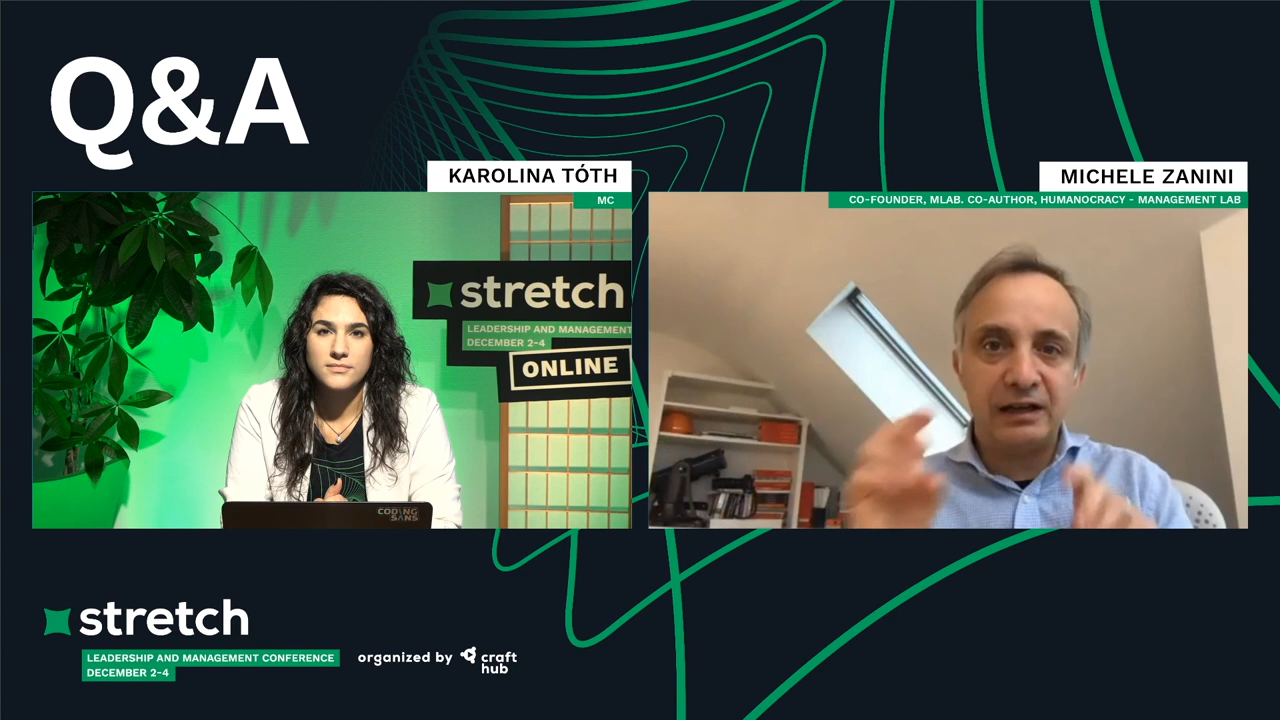 Q&A
KAROLINA TÓTH
MC
MICHELE ZANINI
CO-FOUNDER, MLAB. CO-AUTHOR, HUMANOCRACY - MANAGEMENT LAB
stretch
LEADERSHIP AND MANAGEMENT
DECEMBER 2-4
ONLINE
CODING
SANS
stretch
LEADERSHIP AND MANAGEMENT CONFERENCE
DECEMBER 2-4
organized by craft
hub